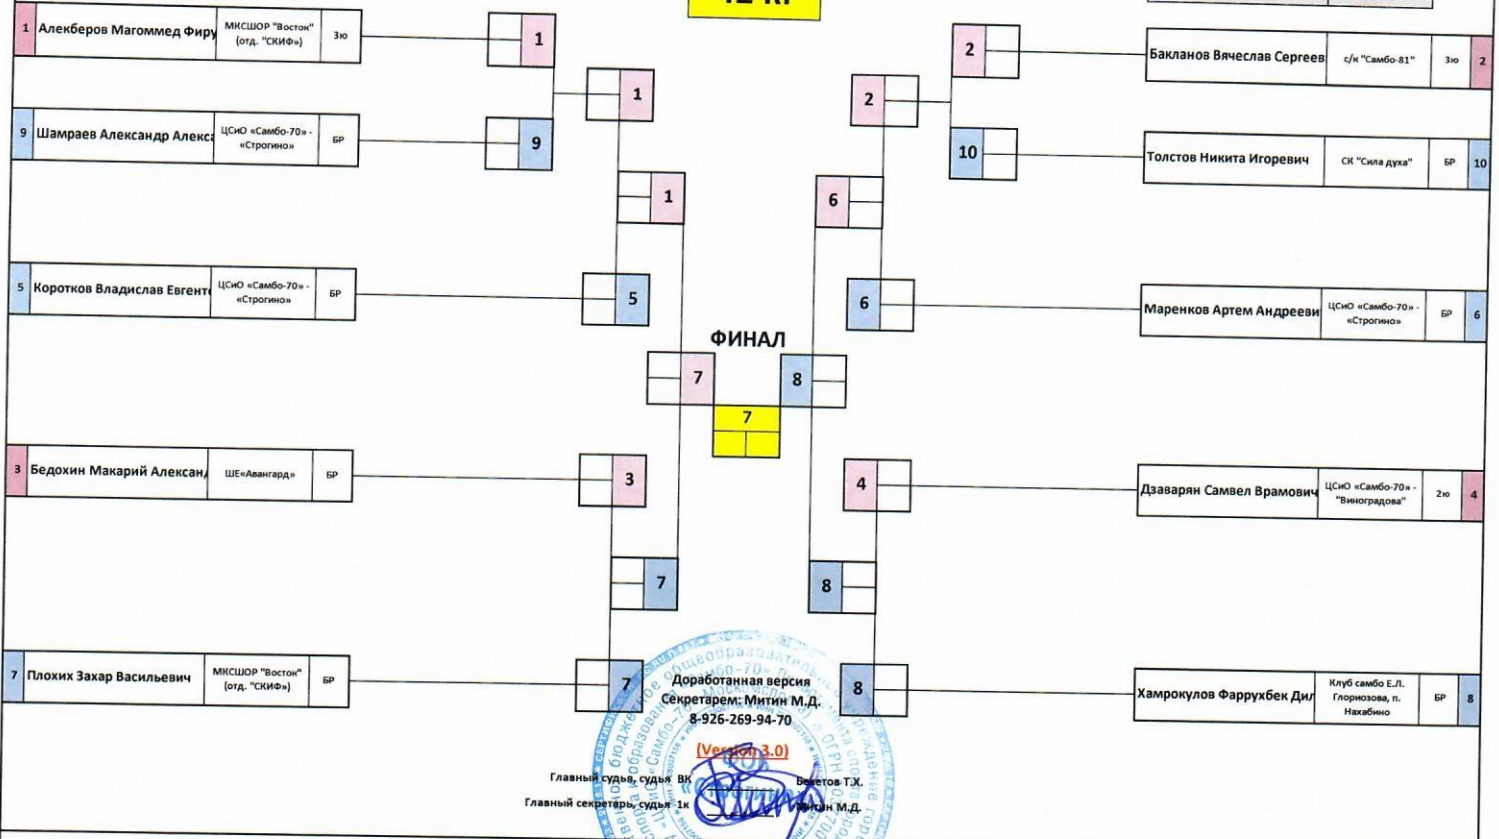 1 Алекберов Магоммед Фиру МКСШОР "Восток" (отд. "СКИФ») 3ю
1
2
Бакланов Вячеслав Сергеев с/к "Самбо-81" 3ю 2
1
2
9 Шамраев Александр Алекса ЦСиО «Самбо-70» - «Строгино» БР
9
10
Толстов Никита Игоревич СК "Сила духа" БР 10
1
6
5 Коротков Владислав Евгент ЦСиО «Самбо-70» - «Строгино» БР
5
6
Маренков Артем Андрееви ЦСиО «Самбо-70» - «Строгино» БР 6
ФИНАЛ
7
8
7
3 Бедохин Макарий Александ ШЕ«Авангард» БР
3
4
Дзаварян Самвел Врамович ЦСиО «Самбо-70» - "Виноградова" 2ю 4
7
8
7 Плохих Захар Васильевич МКСШОР "Восток" (отд. "СКИФ») БР
7
8
Хамрокулов Фаррухбек Дил Клуб самбо Е.Л. Глориозова, п. Нахабино БР 8
Доработанная версия
Секретарем: Митин М.Д.
8-926-269-94-70
(Version 3.0)
Главный судья, судья ВК Бекетов Т.Х.
Главный секретарь, судья 1к Митин М.Д.